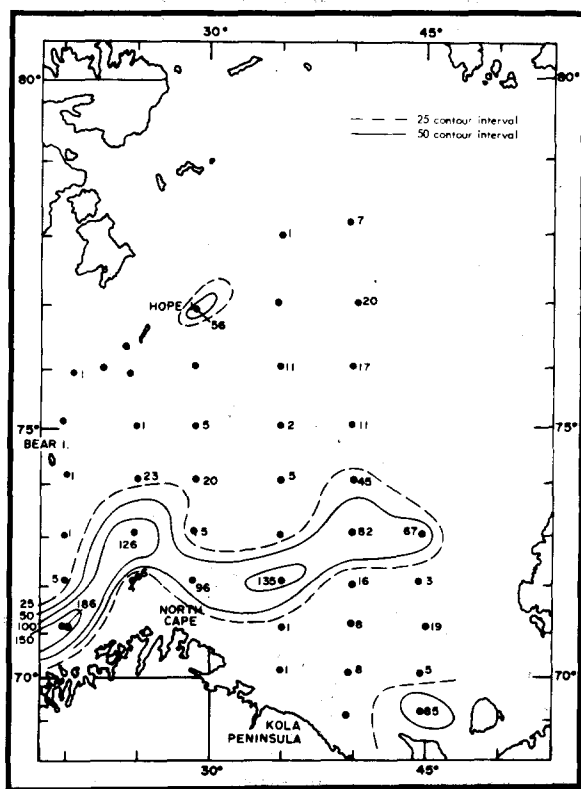 30° 45°
80° 80°
25 contour interval
50 contour interval
7
1
HOPE 20
56
1 11 17
75° 1 5 2 11 75°
BEAR I.
1 23 20 5 45
1 126 5 82 67
5 96 135 16 3
25 186
50
100
150
NORTH
CAPE
1 8 19
70° 1 8 5 70°
KOLA
PENINSULA
85
30° 45°